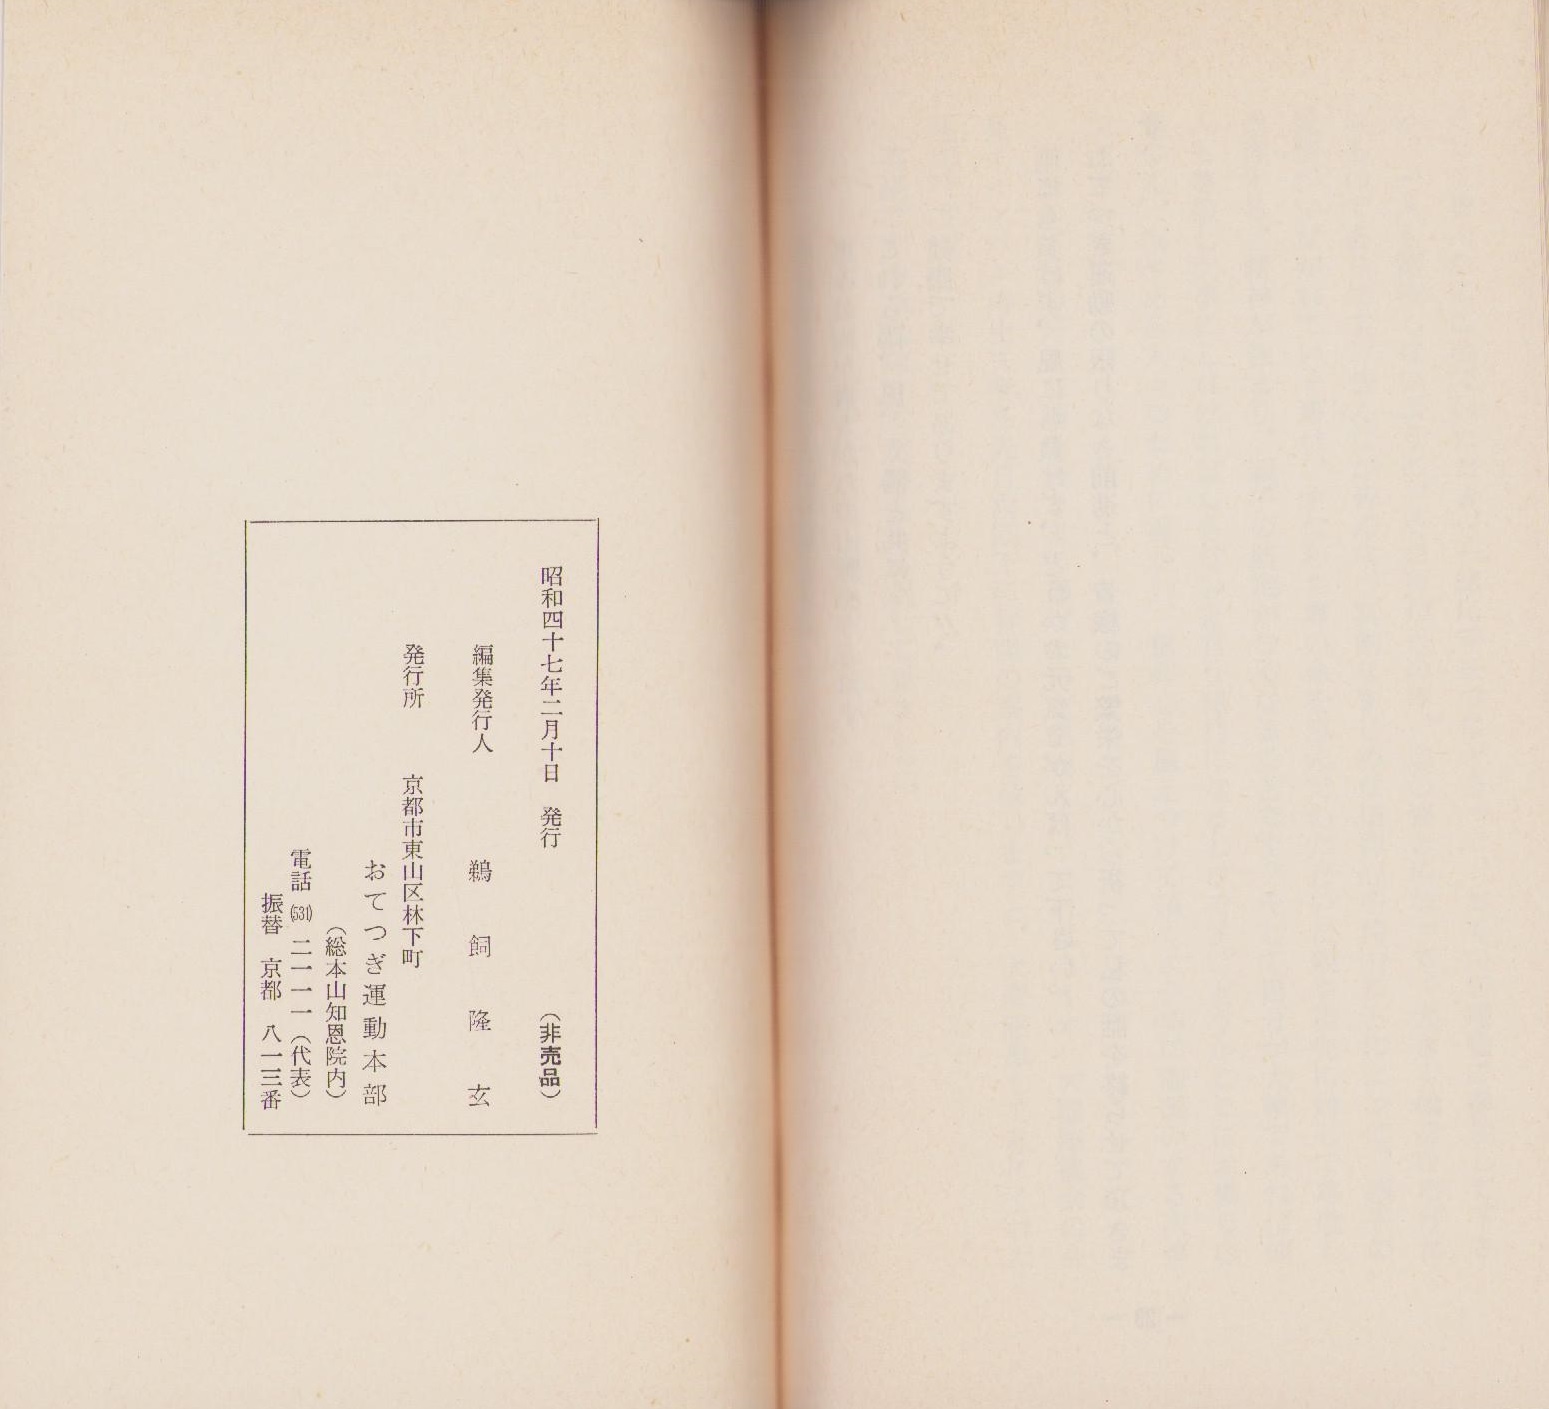 昭和四十七年二月十日　発行　（非売品）
編集発行人　鵜飼隆玄
発行所　京都市東山区林下町
おてつぎ運動本部
（総本山知恩院内）
電話(531)二一一一（代表）
振替　京都　八一三番